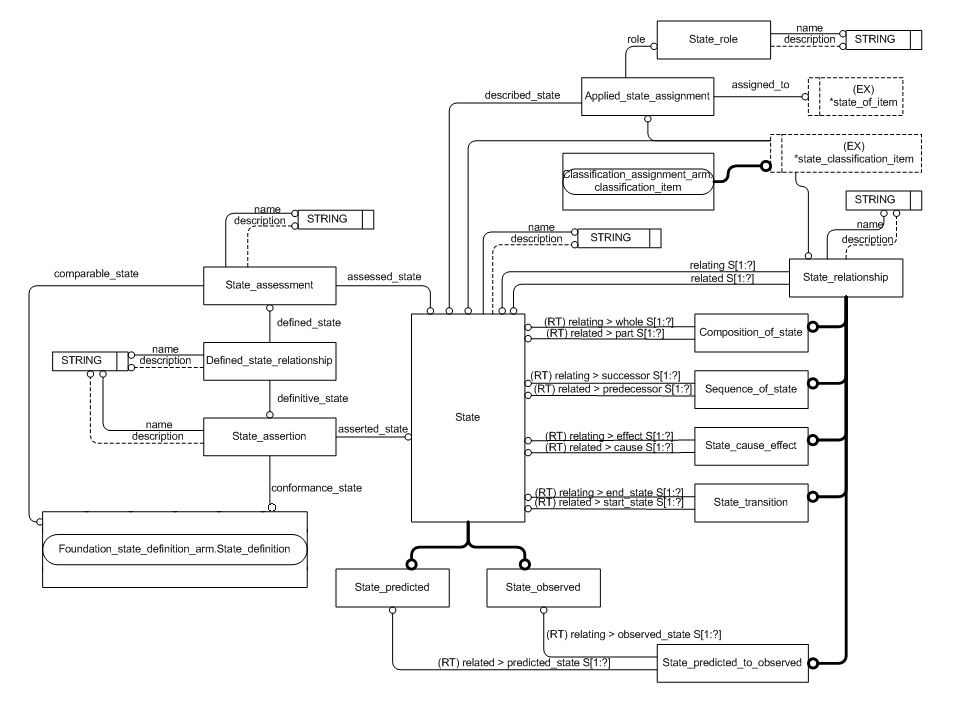 State_role
name
description
STRING
role
Applied_state_assignment
assigned_to
(EX)
*state_of_item
described_state
(EX)
*state_classification_item
Classification_assignment_arm.
classification_item
STRING
name
description
name
description
STRING
name
description
STRING
comparable_state
State_assessment
assessed_state
relating S[1:?]
related S[1:?]
State_relationship
defined_state
(RT) relating > whole S[1:?]
(RT) related > part S[1:?]
Composition_of_state
STRING
name
description
Defined_state_relationship
(RT) relating > successor S[1:?]
(RT) related > predecessor S[1:?]
Sequence_of_state
definitive_state
State
name
description
State_assertion
asserted_state
(RT) relating > effect S[1:?]
(RT) related > cause S[1:?]
State_cause_effect
conformance_state
(RT) relating > end_state S[1:?]
(RT) related > start_state S[1:?]
State_transition
Foundation_state_definition_arm.State_definition
State_predicted
State_observed
(RT) relating > observed_state S[1:?]
(RT) related > predicted_state S[1:?]
State_predicted_to_observed